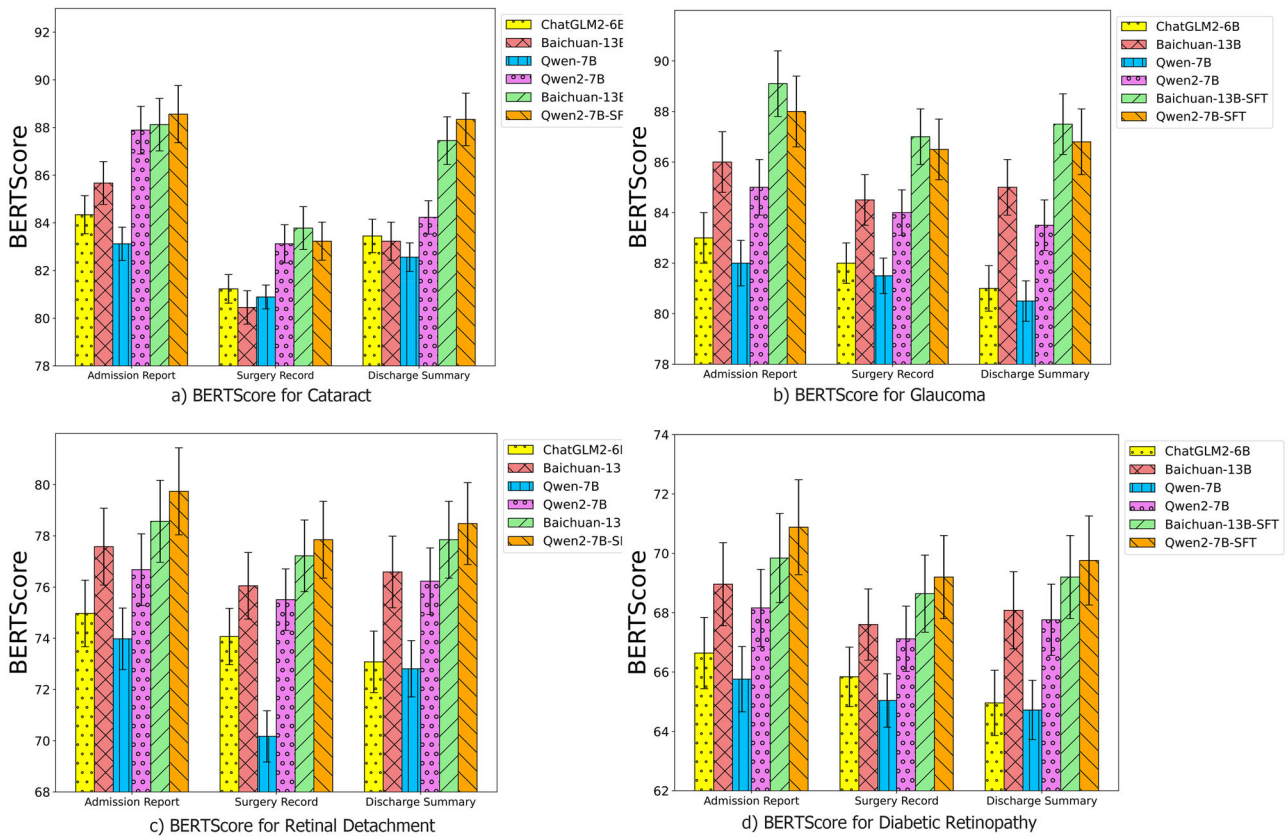 BERTScore
92
90
88
86
84
82
80
78
Admission Report
Surgery Record
Discharge Summary
ChatGLM2-6B
Baichuan-13B
Qwen-7B
Qwen2-7B
Baichuan-13B
Qwen2-7B-SF
a) BERTScore for Cataract
BERTScore
90
88
86
84
82
80
78
Admission Report
Surgery Record
Discharge Summary
ChatGLM2-6B
Baichuan-13B
Qwen-7B
Qwen2-7B
Baichuan-13B-SFT
Qwen2-7B-SFT
b) BERTScore for Glaucoma
BERTScore
80
78
76
74
72
70
68
Admission Report
Surgery Record
Discharge Summary
ChatGLM2-6
Baichuan-13
Qwen-7B
Qwen2-7B
Baichuan-13
Qwen2-7B-S
c) BERTScore for Retinal Detachment
BERTScore
74
72
70
68
66
64
62
Admission Report
Surgery Record
Discharge Summary
ChatGLM2-6B
Baichuan-13B
Qwen-7B
Qwen2-7B
Baichuan-13B-SFT
Qwen2-7B-SFT
d) BERTScore for Diabetic Retinopathy